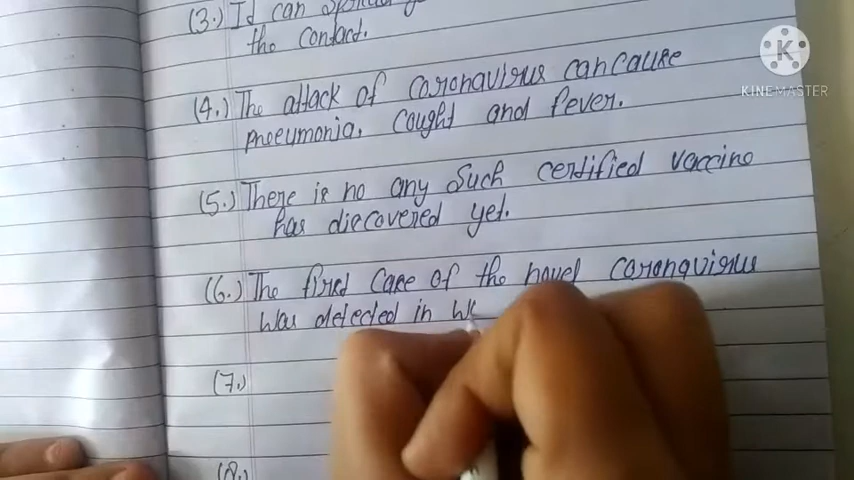 (3.) It can spread
the contact.
(4.) The attack of coronavirus can cause
pneumonia. Cought and fever.
(5.) There is no any such certified vaccine
has discovered yet.
(6.) The first case of the novel coronavirus
was detected in
(7.)
(8.)
K
KINEMASTER